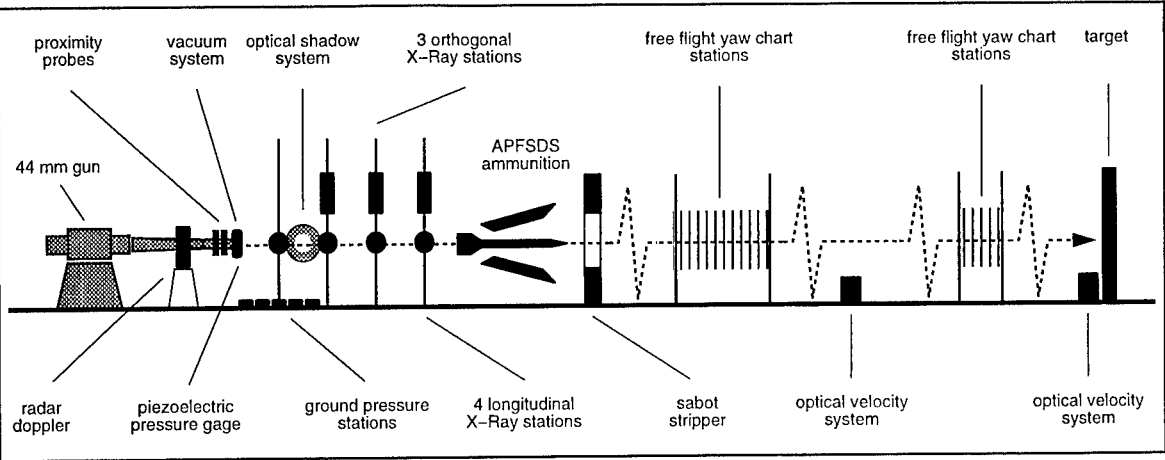 proximity
probes
vacuum
system
optical shadow
system
3 orthogonal
X–Ray stations
free flight yaw chart
stations
free flight yaw chart
stations
target
44 mm gun
APFSDS
ammunition
radar
doppler
piezoelectric
pressure gage
ground pressure
stations
4 longitudinal
X–Ray stations
sabot
stripper
optical velocity
system
optical velocity
system